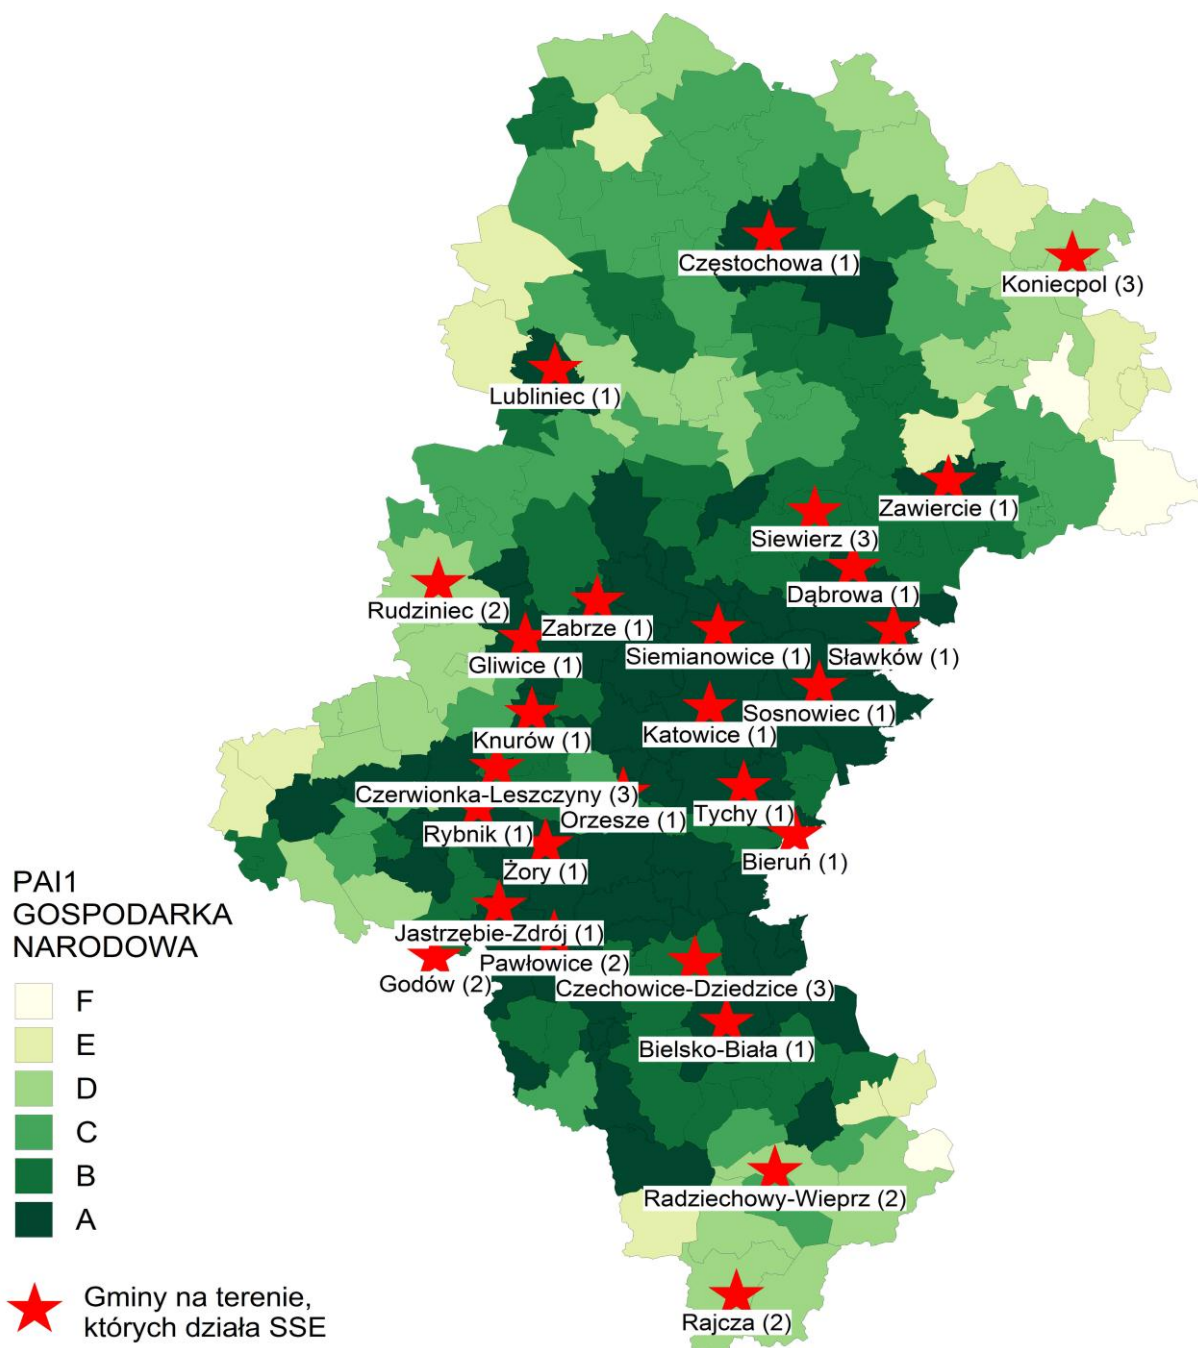 Częstochowa (1)
Koniecpol (3)
Lubliniec (1)
Zawiercie (1)
Siewierz (3)
Dąbrowa (1)
Rudziniec (2)
Zabrze (1)
Gliwice (1)
Siemianowice (1)
Sławków (1)
Sosnowiec (1)
Katowice (1)
Knurów (1)
Czerwionka-Leszczyny (3)
Orzesze (1)
Tychy (1)
Rybnik (1)
Bieruń (1)
Żory (1)
Jastrzębie-Zdrój (1)
Pawłowice (2)
Godów (2)
Czechowice-Dziedzice (3)
Bielsko-Biała (1)
Radziechowy-Wieprz (2)
Rajcza (2)
PAI1
GOSPODARKA
NARODOWA
F
E
D
C
B
A
Gminy na terenie,
których działa SSE